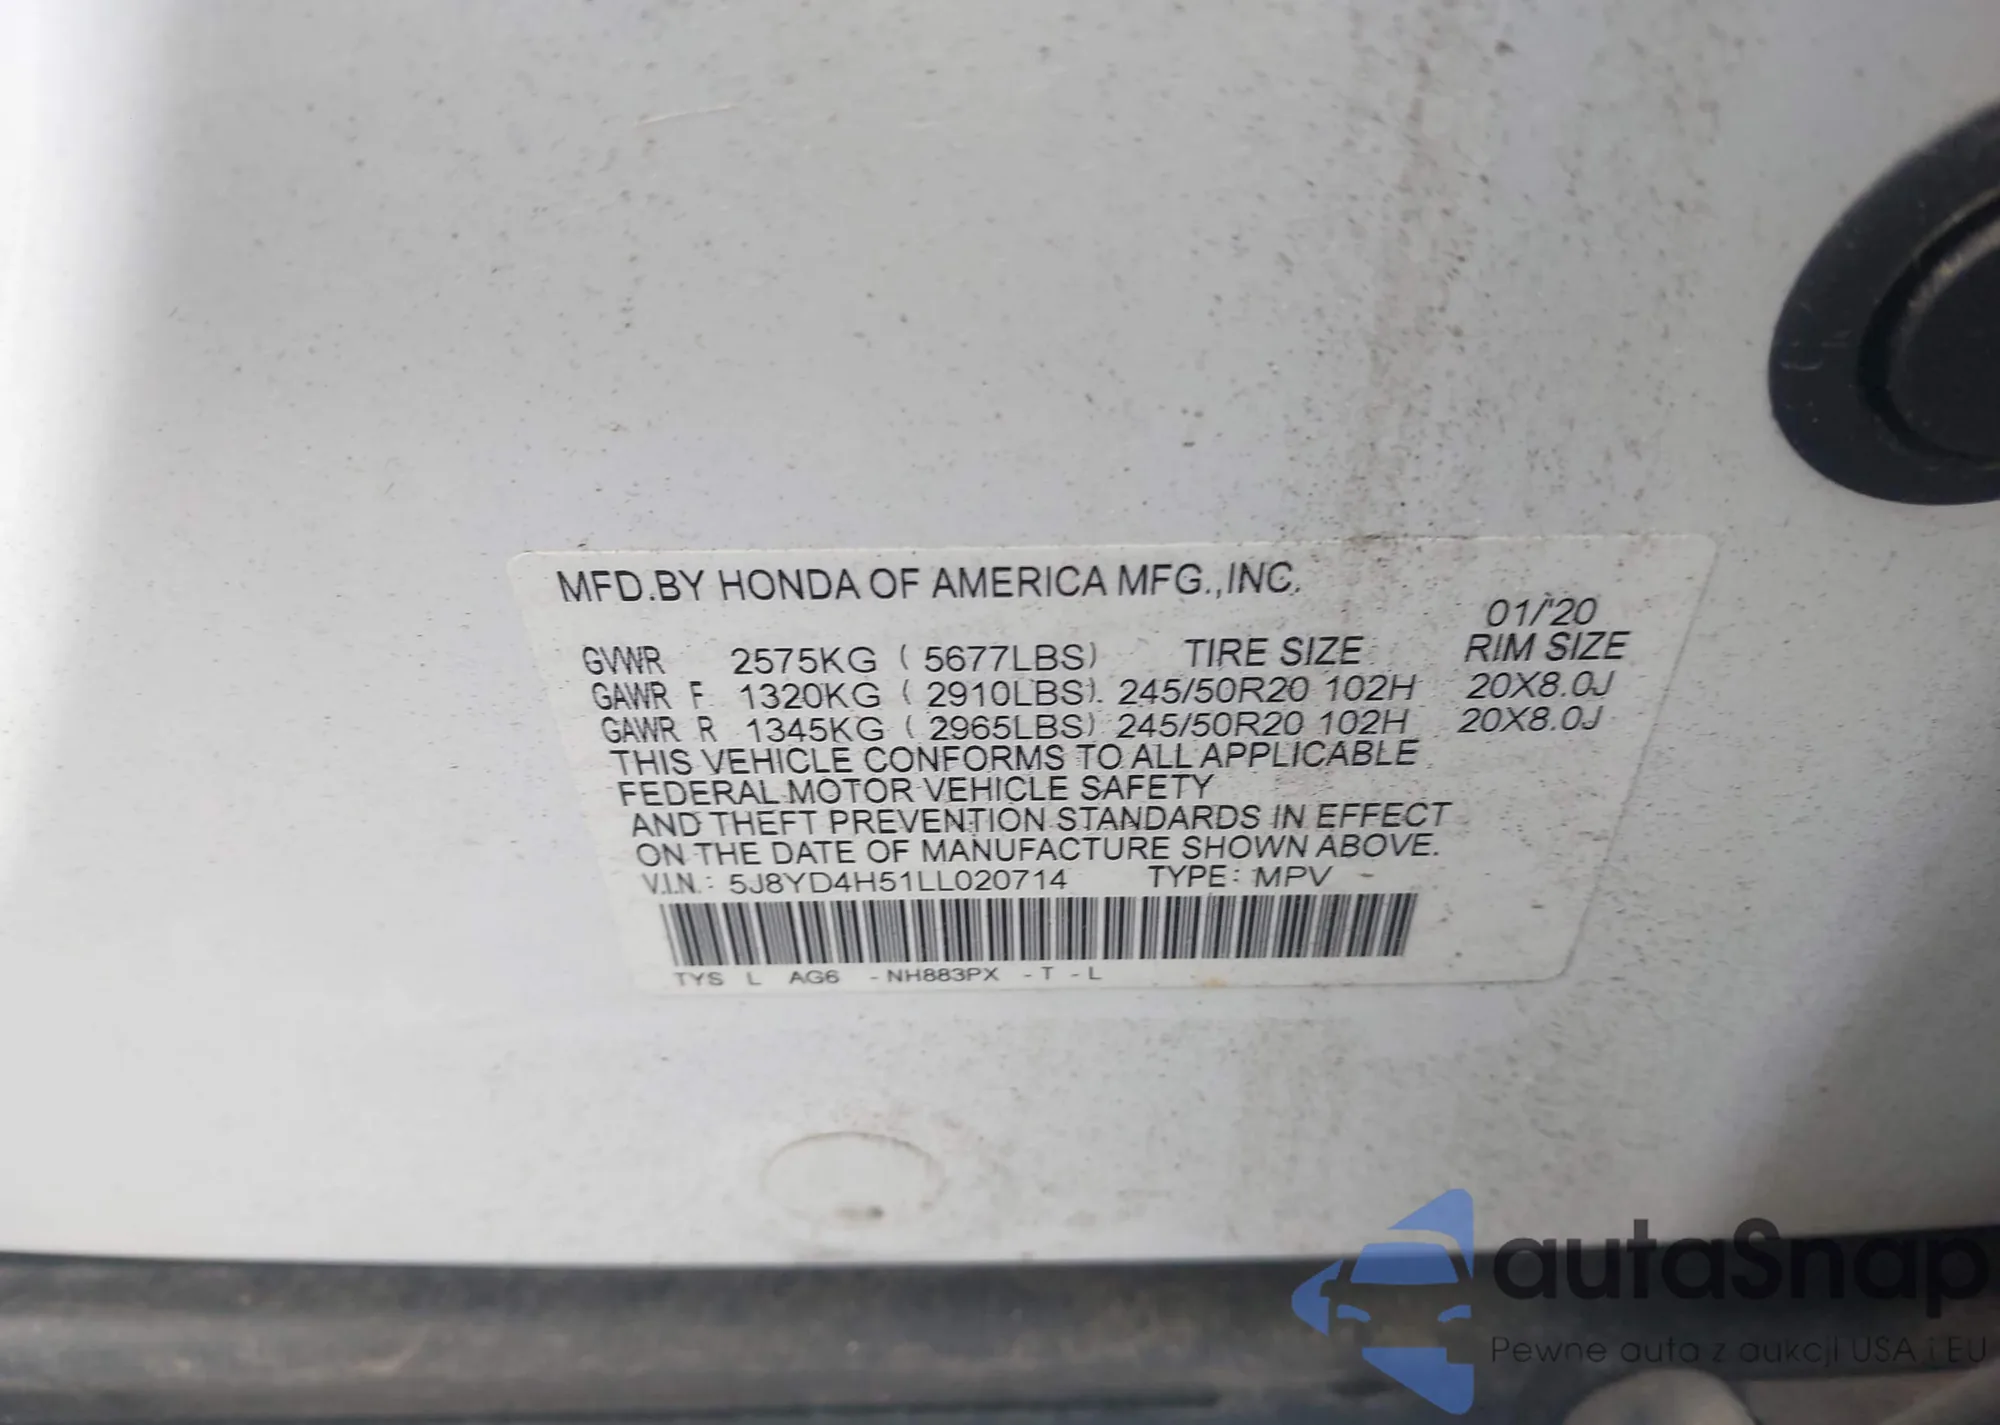 MFD.BY HONDA OF AMERICA MFG.,INC.
01/'20
GVWR 2575KG ( 5677LBS) TIRE SIZE RIM SIZE
GAWR F 1320KG ( 2910LBS) 245/50R20 102H 20X8.0J
GAWR R 1345KG ( 2965LBS) 245/50R20 102H 20X8.0J
THIS VEHICLE CONFORMS TO ALL APPLICABLE
FEDERAL MOTOR VEHICLE SAFETY
AND THEFT PREVENTION STANDARDS IN EFFECT
ON THE DATE OF MANUFACTURE SHOWN ABOVE.
V.I.N.: 5J8YD4H51LL020714 TYPE: MPV
TYS L AG6 -NH883PX -T -L
autaSnap
Pewne auta z aukcji USA i EU